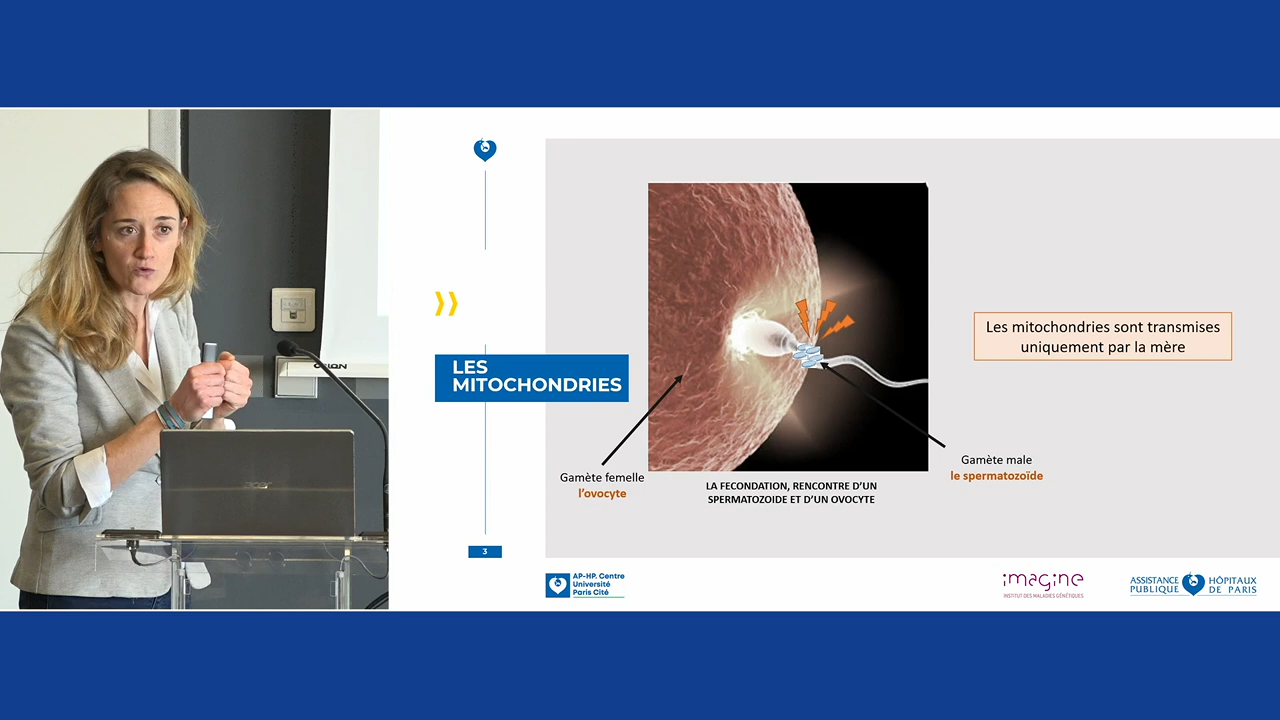 LES
MITOCHONDRIES
Les mitochondries sont transmises
uniquement par la mère
Gamète femelle
l'ovocyte
Gamète male
le spermatozoïde
LA FECONDATION, RENCONTRE D'UN
SPERMATOZOIDE ET D'UN OVOCYTE
3
AP-HP. Centre
Université
Paris Cité
imagine
INSTITUT DES MALADIES GÉNÉTIQUES
ASSISTANCE
PUBLIQUE
HÔPITAUX
DE PARIS
acer